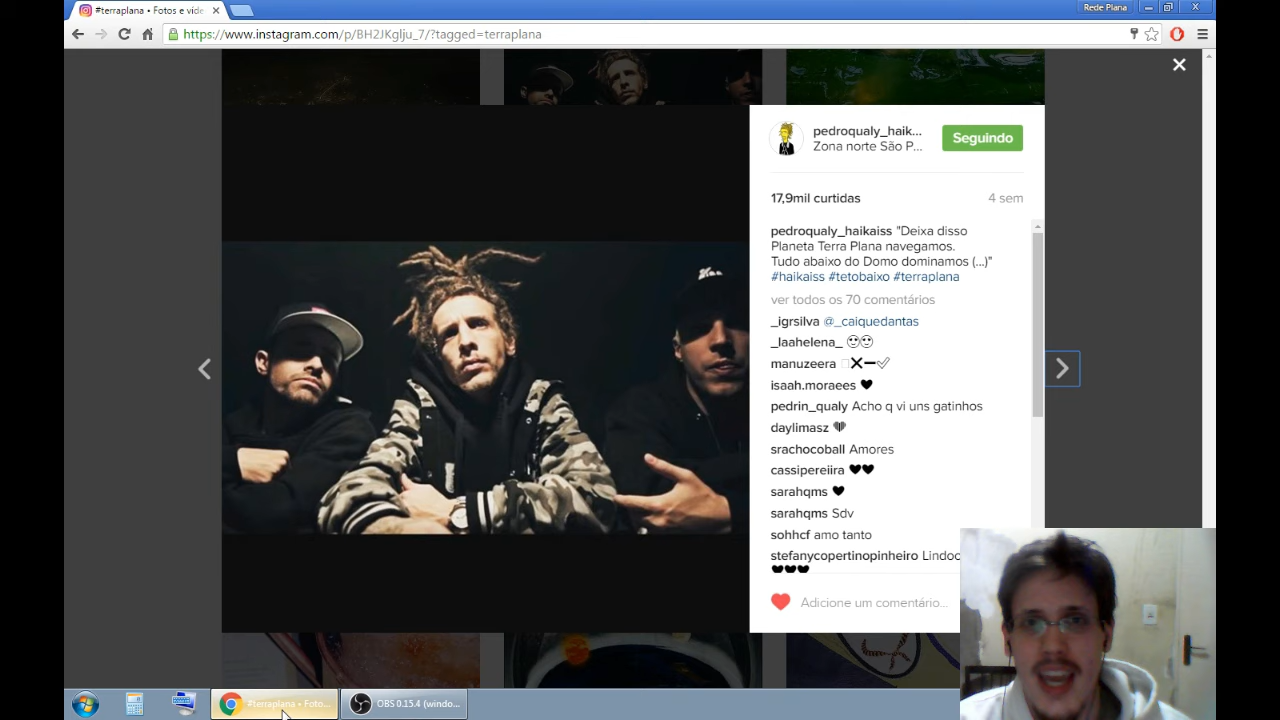 #terraplana • Fotos e víde
Rede Plana
https://www.instagram.com/p/BH2JKglju_7/?tagged=terraplana
pedroqualy_haik...
Zona norte São P...
Seguindo
17,9mil curtidas
4 sem
pedroqualy_haikaiss "Deixa disso
Planeta Terra Plana navegamos.
Tudo abaixo do Domo dominamos (...)"
#haikaiss #tetobaixo #terraplana
ver todos os 70 comentários
_igrsilva @_caiquedantas
_laahelena_
manuzeera
isaah.moraees
pedrin_qualy Acho q vi uns gatinhos
daylimasz
srachocoball Amores
cassipereiira
sarahqms
sarahqms Sdv
sohhcf amo tanto
stefanycopertinopinheiro Lindoc
Adicione um comentário...
#terraplana • Foto...
OBS 0.15.4 (windo...